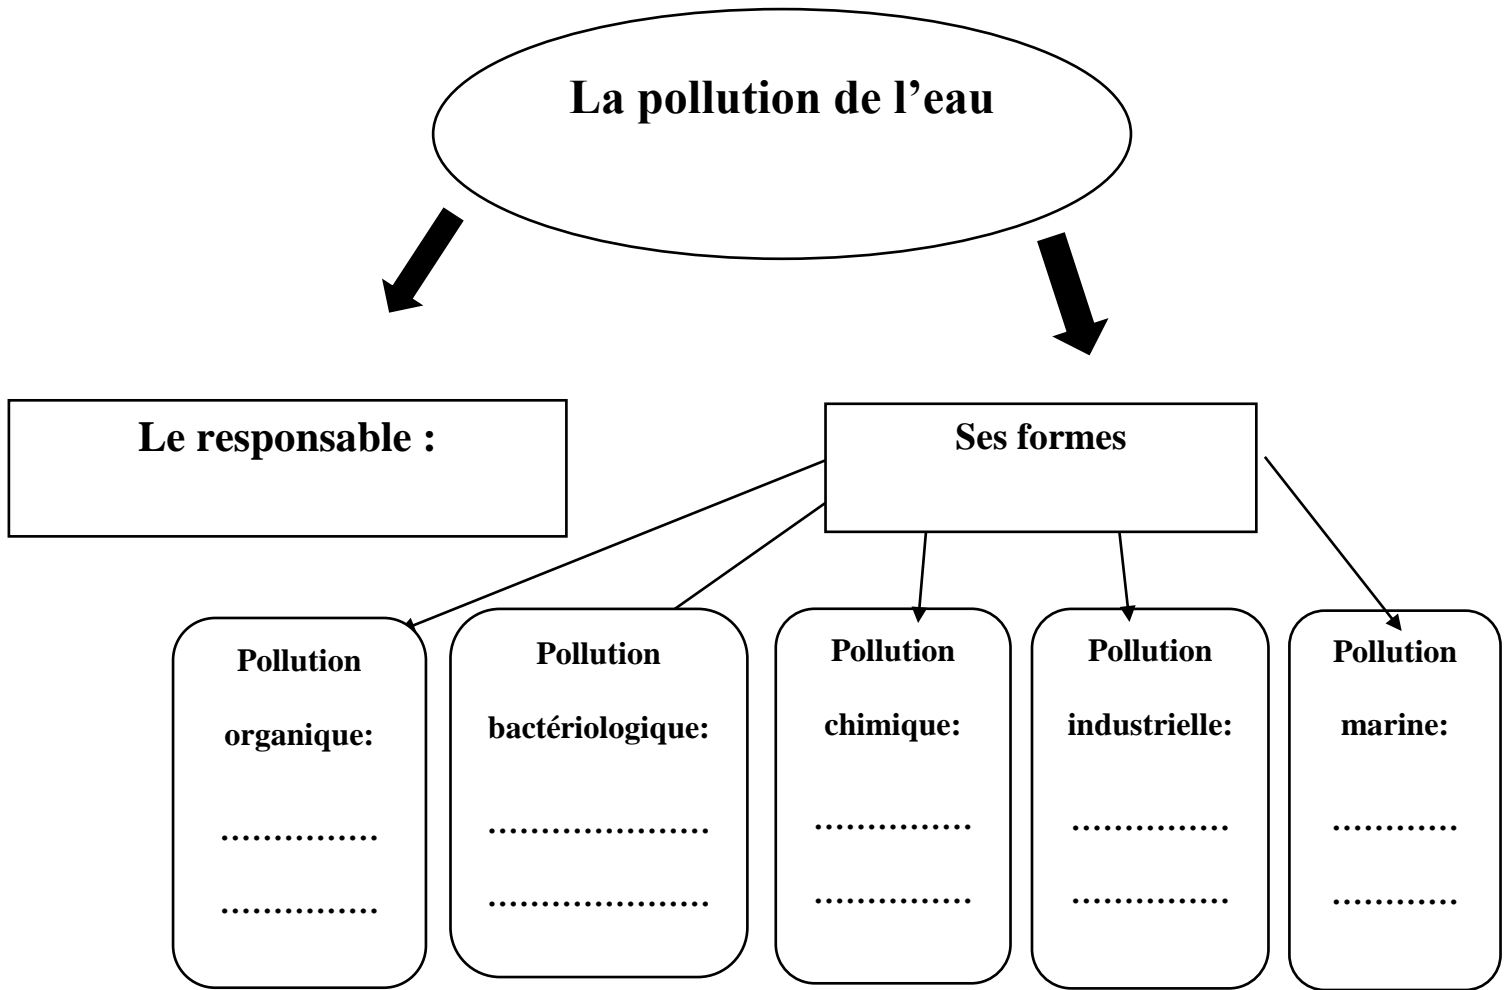 La pollution de l’eau
Le responsable :
Ses formes
Pollution
organique:
……………
……………
Pollution
bactériologique:
…………………
…………………
Pollution
chimique:
……………
……………
Pollution
industrielle:
……………
……………
Pollution
marine:
…………
…………